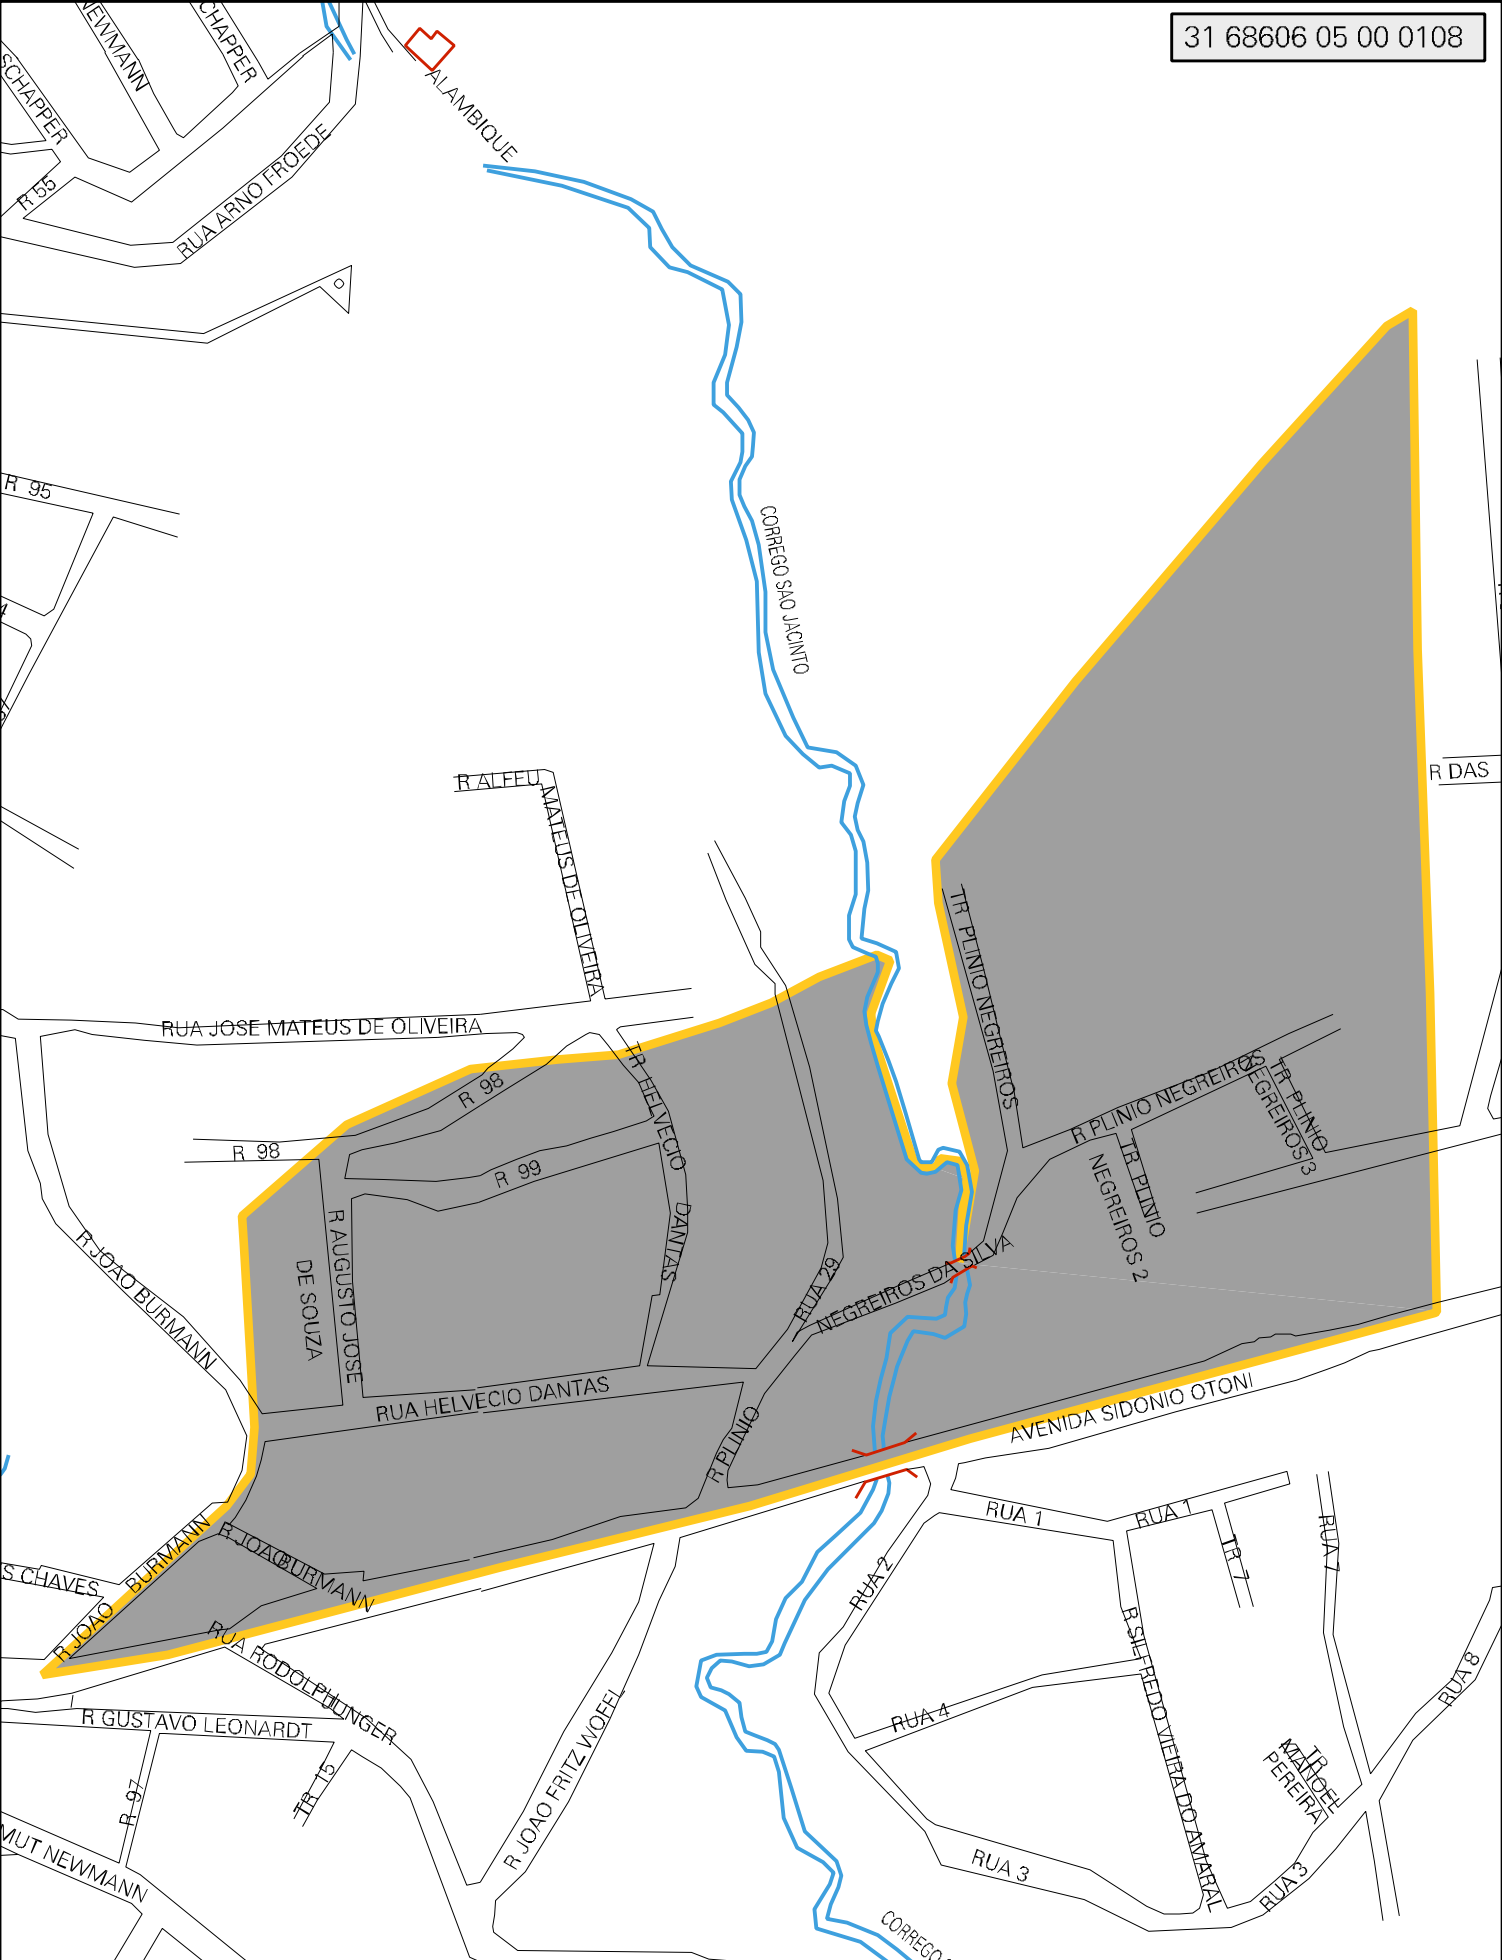 31 68606 05 00 0108
NEWMANN
CHAPPER
SCHAPPER
ALAMBIQUE
R 55
RUA ARNO FROEDE
R 95
CORREGO SAO JACINTO
R ALFEU
MATEUS DE OLIVEIRA
R DAS
TR PLINIO NEGREIROS
RUA JOSE MATEUS DE OLIVEIRA
R 98
R 98
R 99
TR HELVECIO
DANTAS
R PLINIO NEGREIROS
TR PLINIO
NEGREIROS 3
TR PLINIO
NEGREIROS 2
R AUGUSTO JOSE
DE SOUZA
R JOAO BURMANN
RUA 29
NEGREIROS DA SILVA
RUA HELVECIO DANTAS
R PLINIO
AVENIDA SIDONIO OTONI
RUA 1
RUA 1
TR 7
RUA 7
RUA 2
R JOAO
BURMANN
S CHAVES
R JOAO
BURMANN
RUA RODOLPH
JUNGER
R GUSTAVO LEONARDT
R 97
TR 15
R JOAO FRITZ WOEFL
R SILFREDO VIEIRA DO AMARAL
RUA 4
RUA 8
TR
MANOEL
PEREIRA
RUA 3
RUA 3
MUT NEWMANN
CORREGO